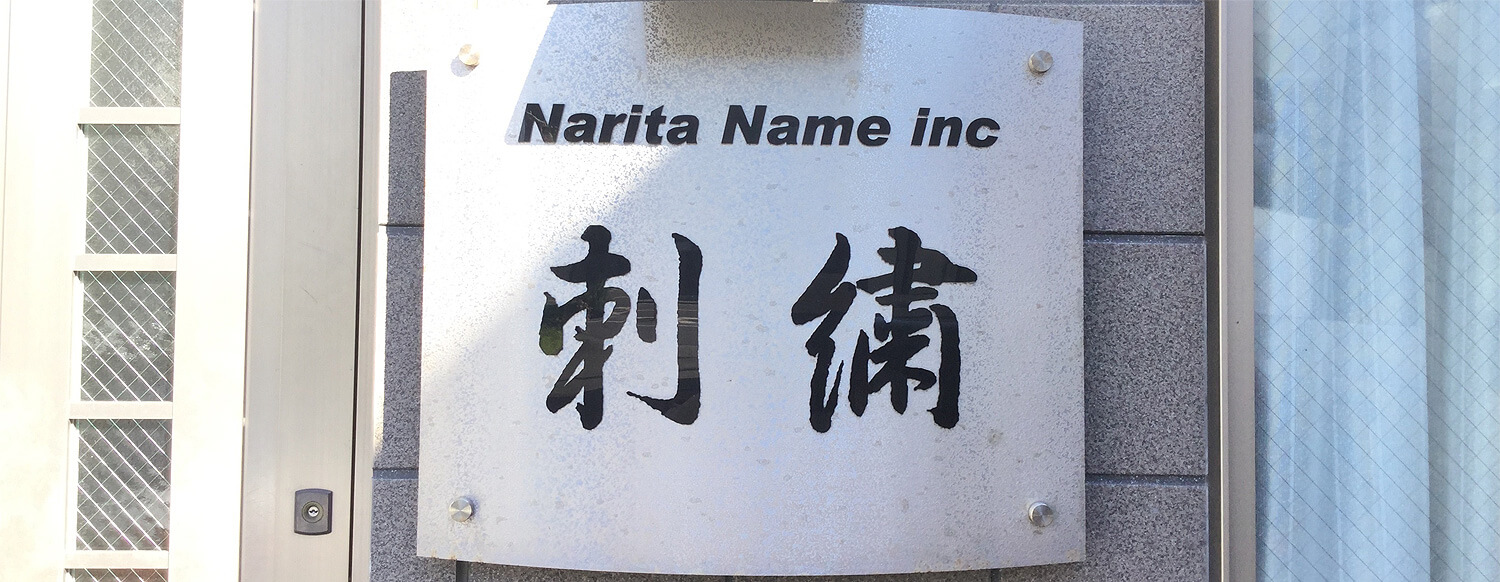 Narita Name inc
刺繍